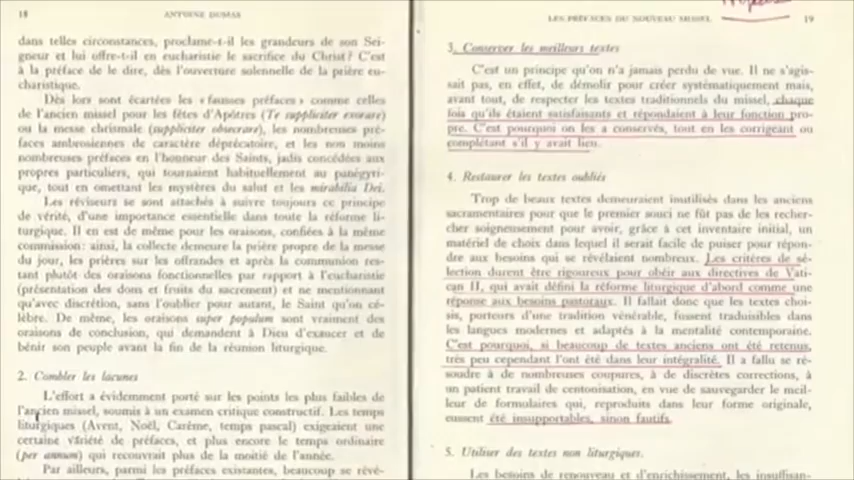 18 ANTOINE DUMAS
dans telles circonstances, proclame-t-il les grandeurs de son Sei-
gneur et lui offre-t-il en eucharistie le sacrifice du Christ ? C'est
à la préface de le dire, dès l'ouverture solennelle de la prière eu-
charistique.
Dès lors sont écartées les « fausses préfaces » comme celles
de l'ancien missel pour les fêtes d'Apôtres (Te suppliciter exorare)
ou la messe chrismale (suppliciter obsecrare), les nombreuses pré-
faces ambrosiennes de caractère déprécatoire, et les non moins
nombreuses préfaces en l'honneur des Saints, jadis concédées aux
propres particuliers, qui tournaient habituellement au panégyri-
que, tout en omettant les mystères du salut et les mirabilia Dei.
Les réviseurs se sont attachés à suivre toujours ce principe
de vérité, d'une importance essentielle dans toute la réforme li-
turgique. Il en est de même pour les oraisons, confiées à la même
commission : ainsi, la collecte demeure la prière propre de la messe
du jour, les prières sur les offrandes et après la communion res-
tant plutôt des oraisons fonctionnelles par rapport à l'eucharistie
(présentation des dons et fruits du sacrement) et ne mentionnant
qu'avec discrétion, sans l'oublier pour autant, le Saint qu'on cé-
lèbre. De même, les oraisons super populum sont vraiment des
oraisons de conclusion, qui demandent à Dieu d'exaucer et de
bénir son peuple avant la fin de la réunion liturgique.
2. Combler les lacunes
L'effort a évidemment porté sur les points les plus faibles de
l'ancien missel, soumis à un examen critique constructif. Les temps
liturgiques (Avent, Noël, Carême, temps pascal) exigeaient une
certaine variété de préfaces, et plus encore le temps ordinaire
(per annum) qui recouvrait plus de la moitié de l'année.
Par ailleurs, parmi les préfaces existantes, beaucoup se révé-
LES PRÉFACES DU NOUVEAU MISSEL 19
3. Conserver les meilleurs textes
C'est un principe qu'on n'a jamais perdu de vue. Il ne s'agis-
sait pas, en effet, de démolir pour créer systématiquement mais,
avant tout, de respecter les textes traditionnels du missel, chaque
fois qu'ils étaient satisfaisants et répondaient à leur fonction pro-
pre. C'est pourquoi on les a conservés, tout en les corrigeant ou
complétant s'il y avait lieu.
4. Restaurer les textes oubliés
Trop de beaux textes demeuraient inutilisés dans les anciens
sacramentaires pour que le premier souci ne fût pas de les recher-
cher soigneusement pour avoir, grâce à cet inventaire initial, un
matériel de choix dans lequel il serait facile de puiser pour répon-
dre aux besoins qui se révélaient nombreux. Les critères de sé-
lection durent être rigoureux pour obéir aux directives de Vati-
can II, qui avait défini la réforme liturgique d'abord comme une
réponse aux besoins pastoraux. Il fallait donc que les textes choi-
sis, porteurs d'une tradition vénérable, fussent traduisibles dans
les langues modernes et adaptés à la mentalité contemporaine.
C'est pourquoi, si beaucoup de textes anciens ont été retenus,
très peu cependant l'ont été dans leur intégralité. Il a fallu se ré-
soudre à de nombreuses coupures, à de discrètes corrections, à
un patient travail de centonisation, en vue de sauvegarder le meil-
leur de formulaires qui, reproduits dans leur forme originale,
eussent été insupportables, sinon fautifs.
5. Utiliser des textes non liturgiques.
Les besoins de renouveau et d'enrichissement, les insuffisan-